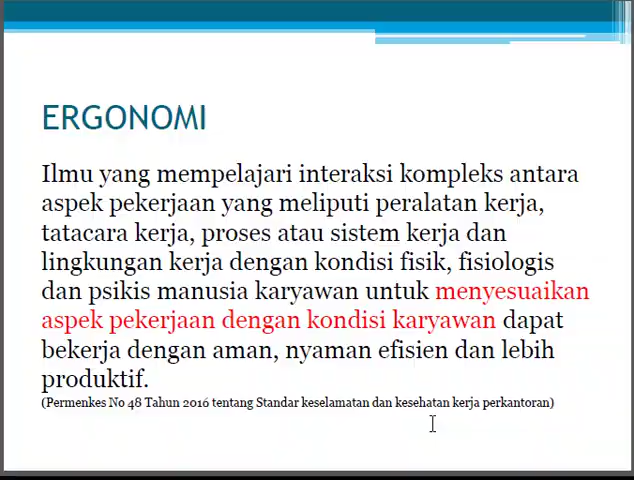 ERGONOMI
Ilmu yang mempelajari interaksi kompleks antara
aspek pekerjaan yang meliputi peralatan kerja,
tatacara kerja, proses atau sistem kerja dan
lingkungan kerja dengan kondisi fisik, fisiologis
dan psikis manusia karyawan untuk menyesuaikan
aspek pekerjaan dengan kondisi karyawan dapat
bekerja dengan aman, nyaman efisien dan lebih
produktif.
(Permenkes No 48 Tahun 2016 tentang Standar keselamatan dan kesehatan kerja perkantoran)